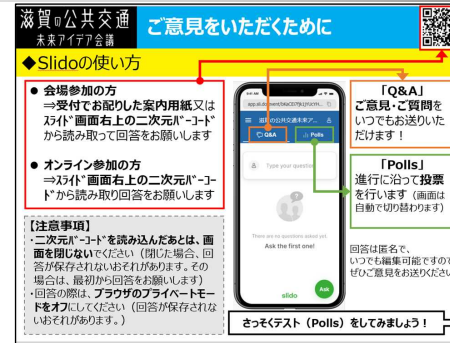 滋賀の公共交通
未来アイデア会議
ご意見をいただくために
◆Slidoの使い方
● 会場参加の方
⇒受付でお配りした案内用紙又は
スライド画面右上の二次元バーコード
から読み取って回答をお願いします
● オンライン参加の方
⇒スライド画面右上の二次元バーコー
ドから読み取り回答をお願いします
【注意事項】
・二次元バーコードを読み込んだあとは、画
面を閉じないでください（閉じた場合、回
答が保存されないおそれがあります。その
場合は、最初から回答をお願いします）
・回答の際は、ブラウザのプライベートモー
ドをオフにしてください（回答が保存されな
いおそれがあります。）
滋賀の公共交通未来ア...
Q&A
Polls
Type your question
There are no questions asked yet.
Ask the first one!
Ask
slido
「Q&A」
ご意見・ご質問を
いつでもお送りいた
だけます！
「Polls」
進行に沿って投票
を行います（画面は
自動で切り替わります）
回答は匿名で、
いつでも編集可能ですので
ぜひご意見をお送りください
さっそくテスト（Polls）をしてみましょう！